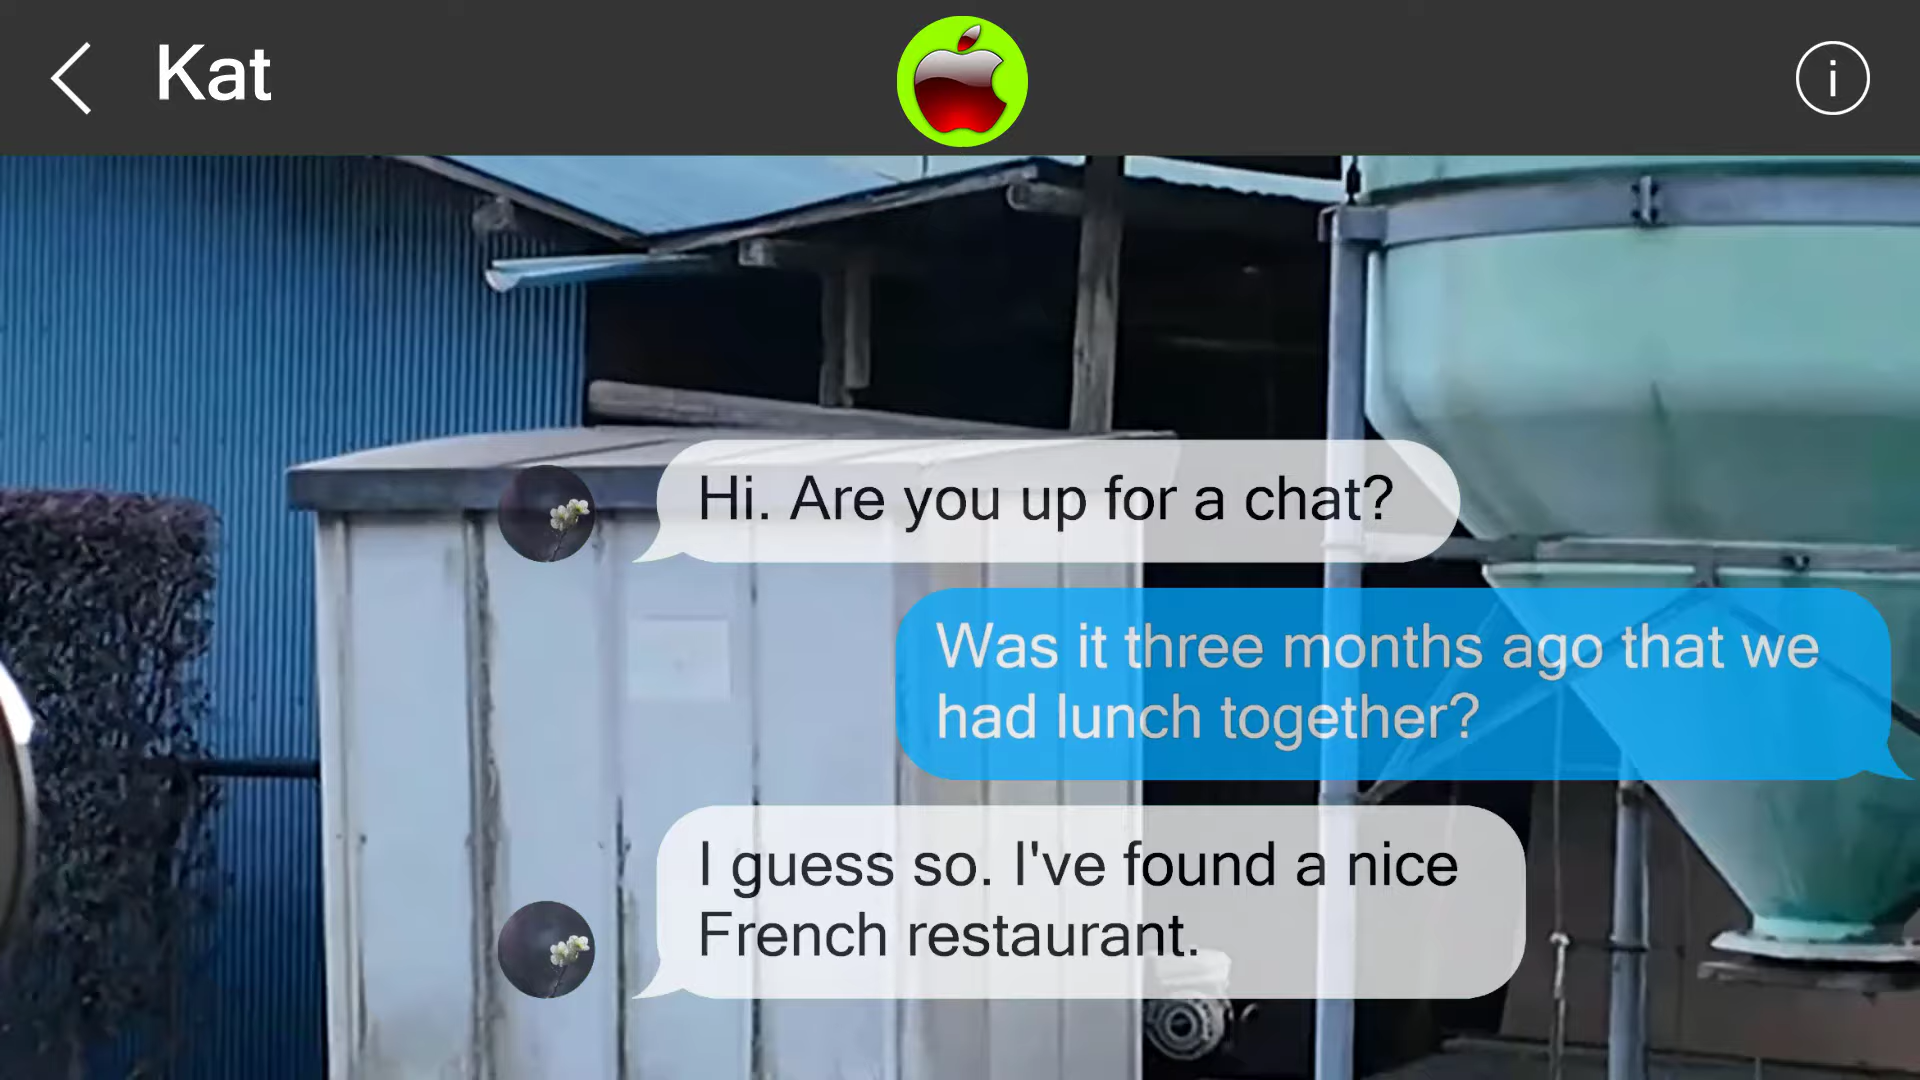 Kat
Hi. Are you up for a chat?
Was it three months ago that we
had lunch together?
I guess so. I've found a nice
French restaurant.